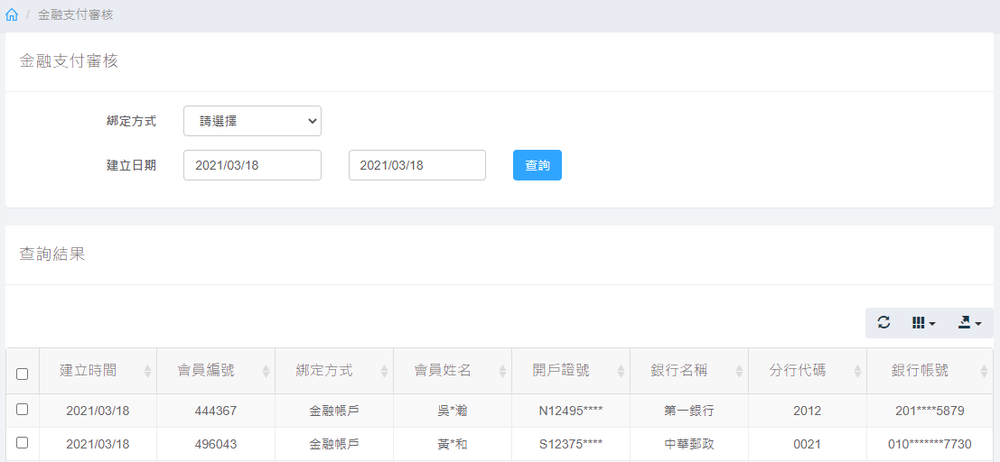 / 金融支付審核
金融支付審核
綁定方式 請選擇
建立日期 2021/03/18 2021/03/18 查詢
查詢結果
建立時間 會員編號 綁定方式 會員姓名 開戶證號 銀行名稱 分行代碼 銀行帳號
2021/03/18 444367 金融帳戶 吳*瀚 N12495**** 第一銀行 2012 201****5879
2021/03/18 496043 金融帳戶 黃*和 S12375**** 中華郵政 0021 010*******7730